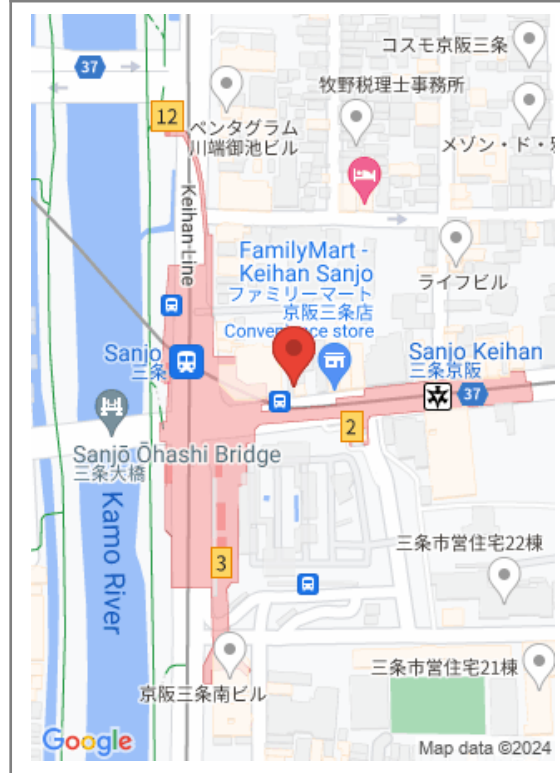 コスモ京阪三条
37
牧野税理士事務所
12
ペンタグラム
川端御池ビル
メゾン・ド・雅
Keihan Line
FamilyMart -
Keihan Sanjo
ファミリーマート
京阪三条店
Convenience store
ライフビル
Sanjo
三条
Sanjo Keihan
三条京阪
37
2
Sanjō Ōhashi Bridge
三条大橋
Kamo River
3
三条市営住宅22棟
三条市営住宅21棟
京阪三条南ビル
Google
Map data ©2024